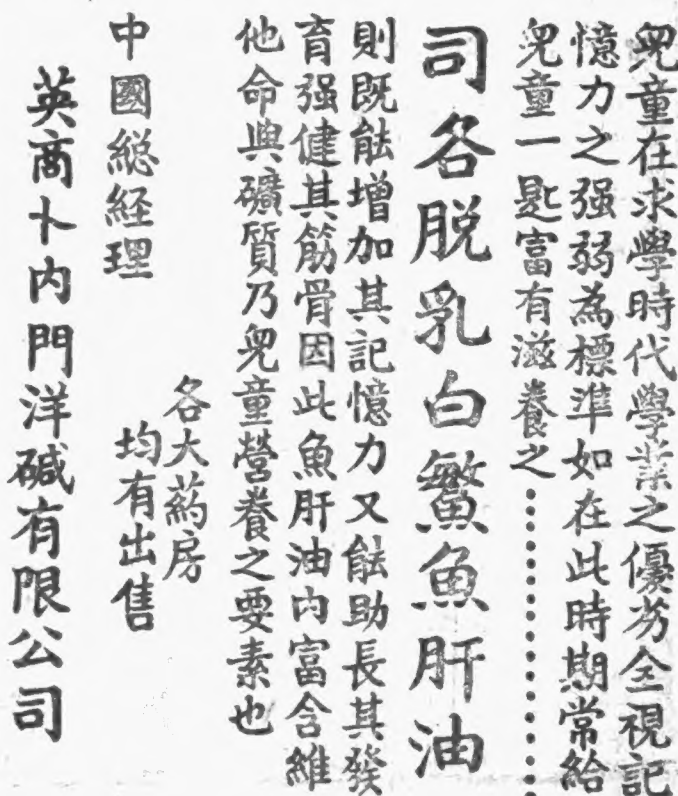 兒童在求學時代學業之優劣全視記
憶力之强弱為標準如在此時期常給
兒童一匙富有滋養之………
司各脱乳白鰵魚肝油
則既能增加其記憶力又能助長其發
育强健其筋骨因此魚肝油内富含維
他命與礦質乃兒童營養之要素也
各大葯房
均有出售
中國總經理
英商卜内門洋碱有限公司